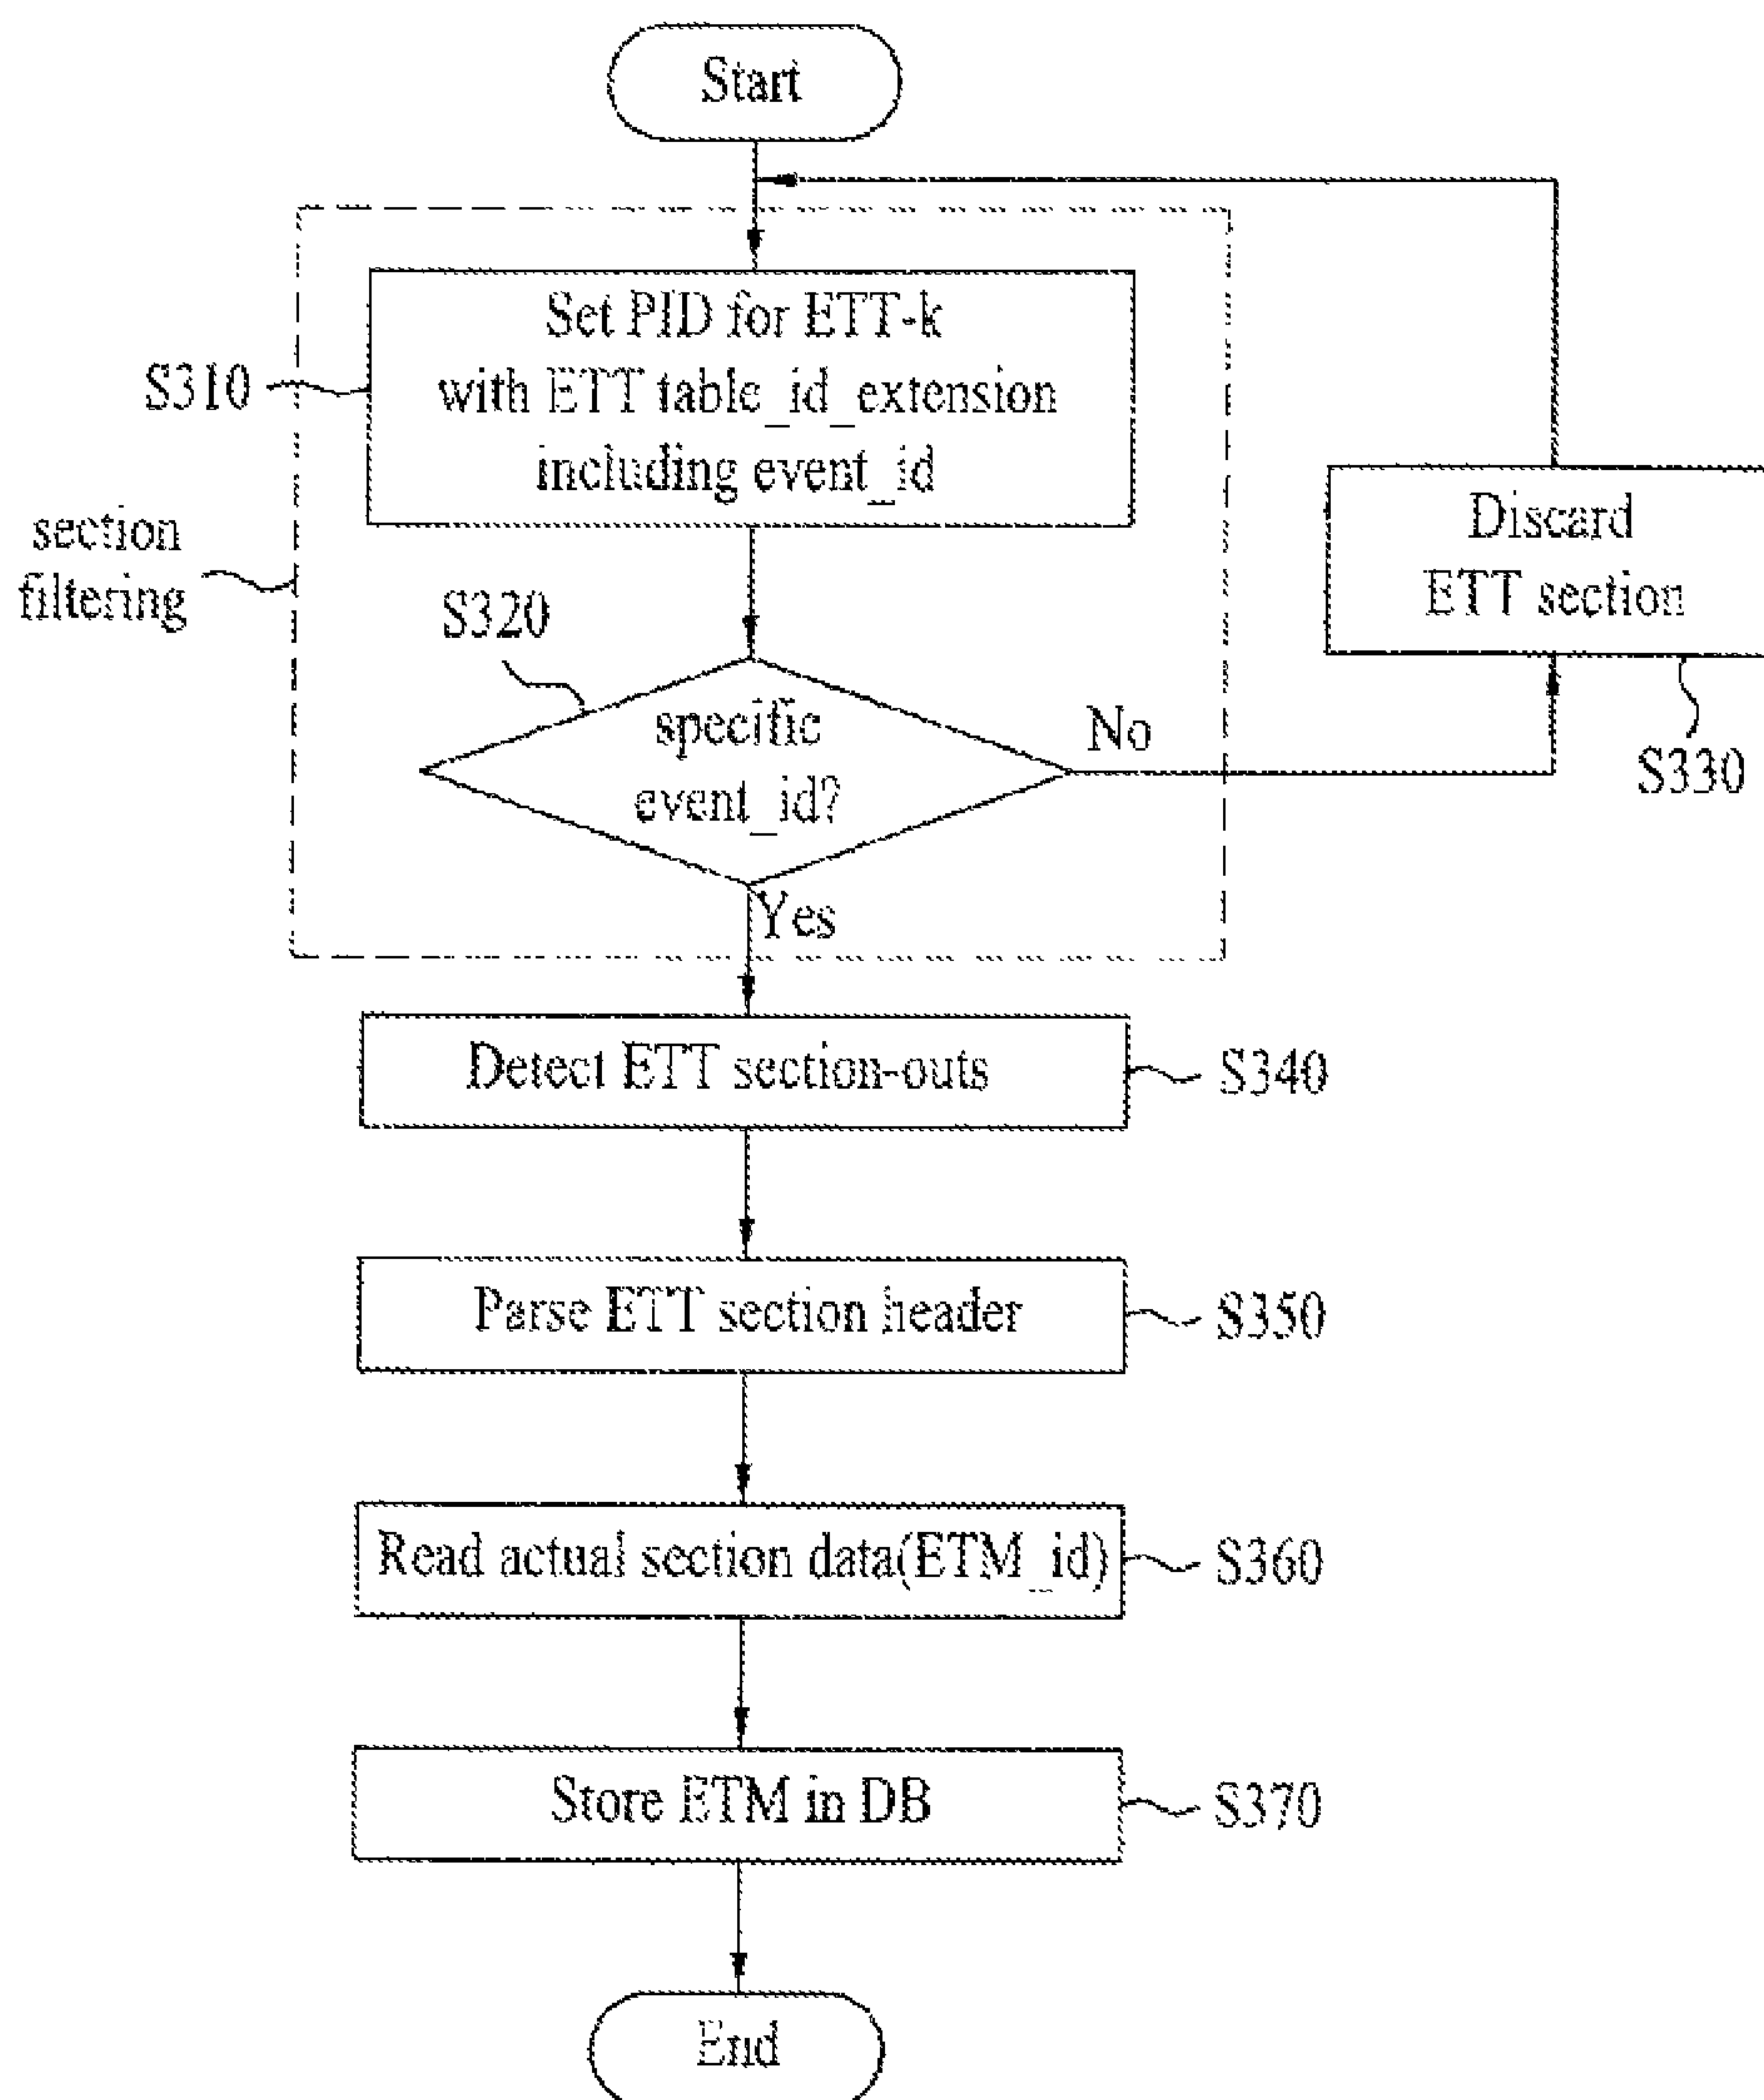 Start
Set PID for ETT-k
with ETT table_id_extension
including event_id
S310
section
filtering
Discard
ETT section
S330
S320
specific
event_id?
No
Yes
Detect ETT section-outs
S340
Parse ETT section header
S350
Read actual section data(ETM_id)
S360
Store ETM in DB
S370
End